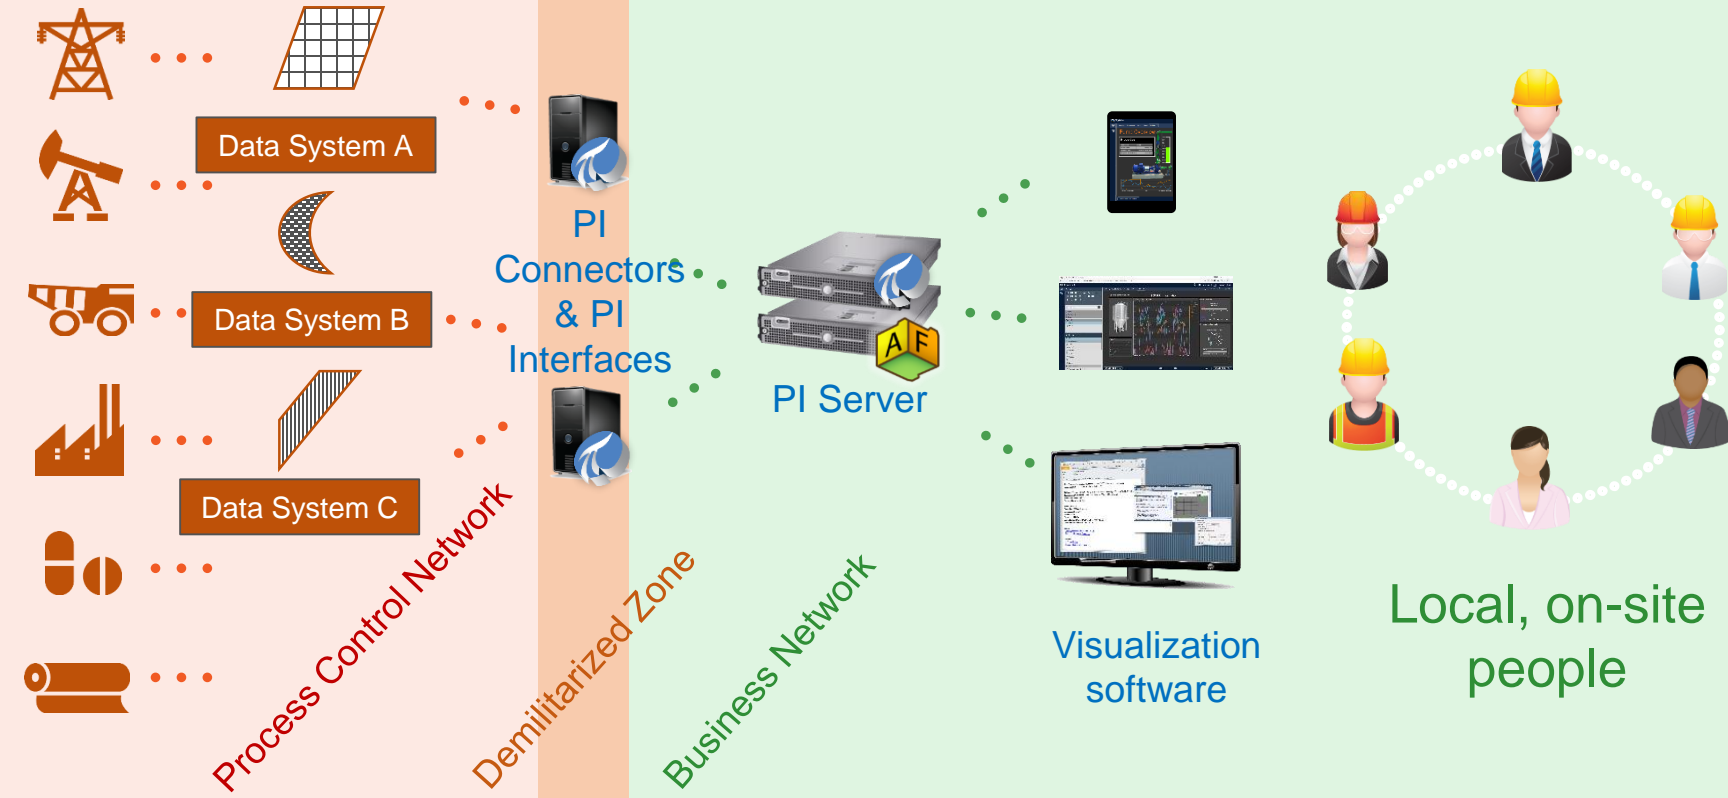 Data System A
Data System B
Data System C
Process Control Network
PI
Connectors
& PI
Interfaces
Demilitarized Zone
PI Server
A F
Business Network
Visualization
software
Local, on-site
people